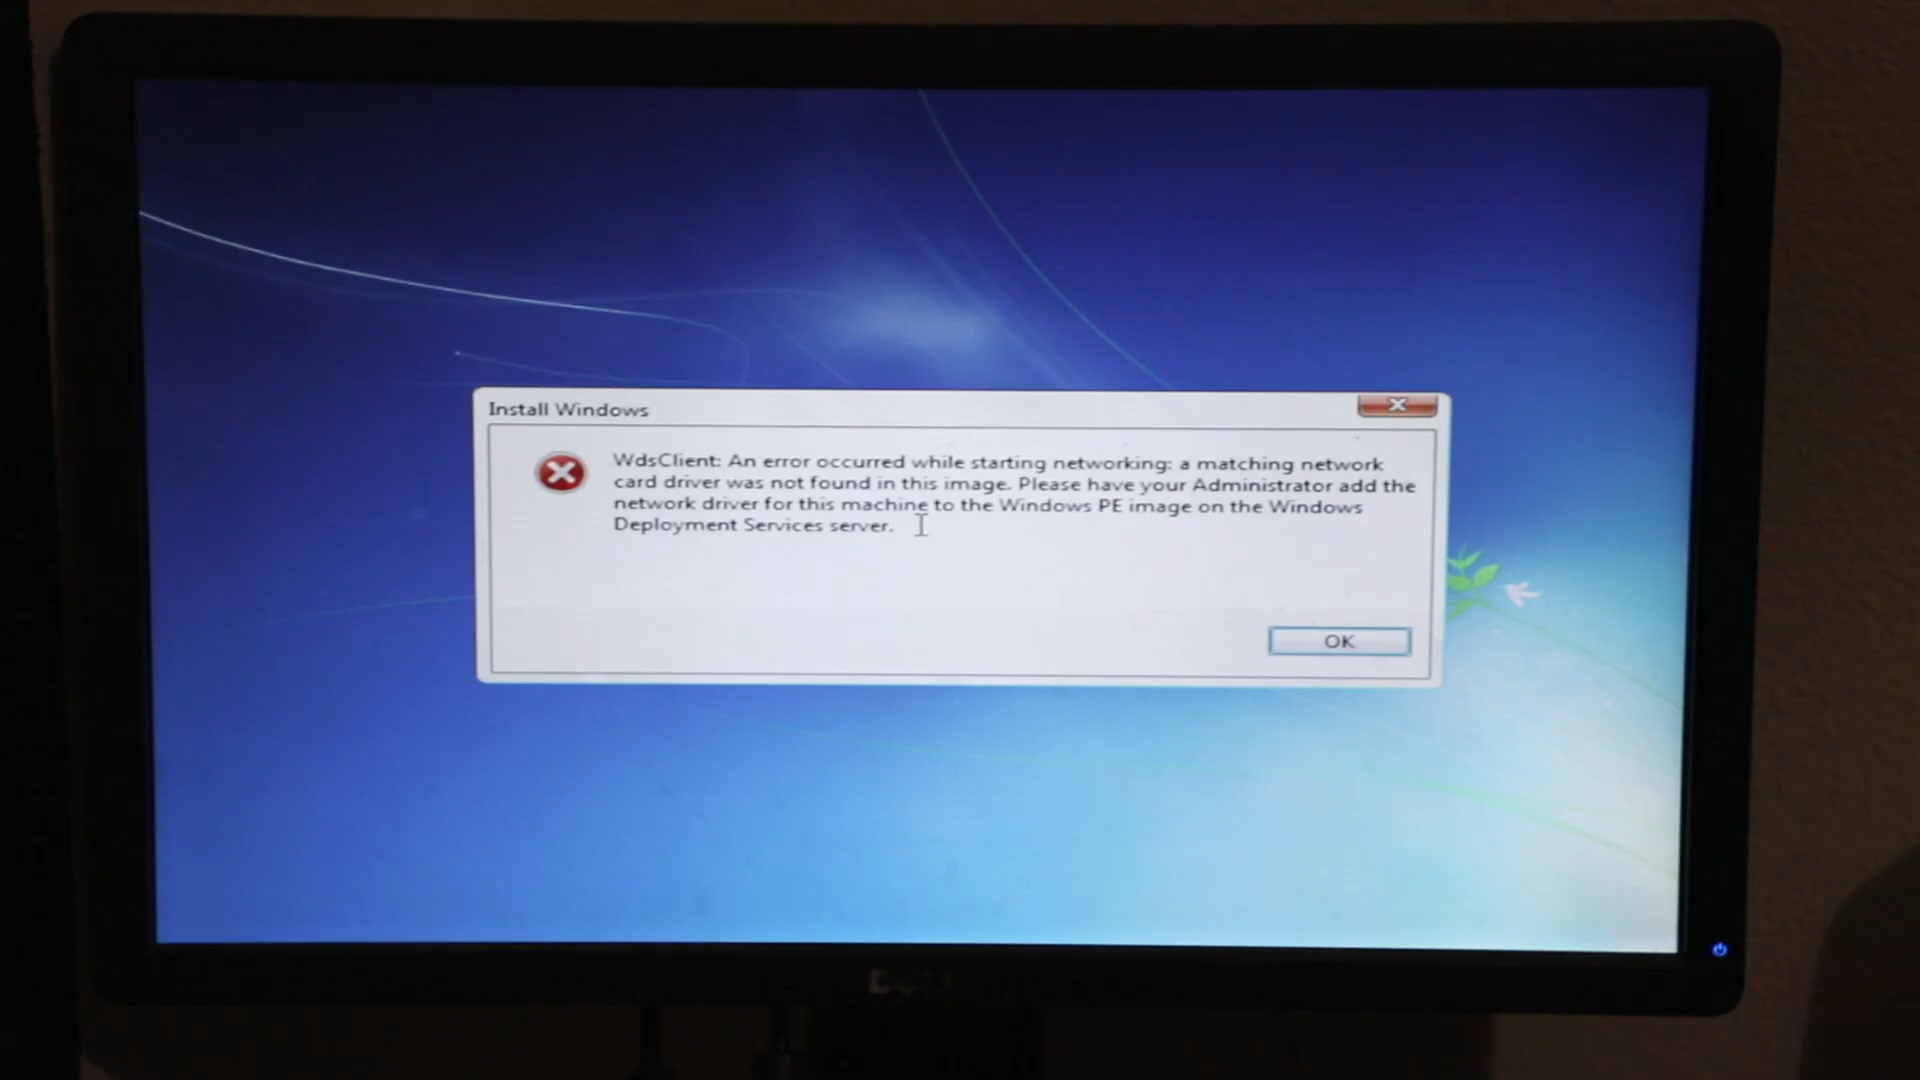 Install Windows
WdsClient: An error occurred while starting networking: a matching network
card driver was not found in this image. Please have your Administrator add the
network driver for this machine to the Windows PE image on the Windows
Deployment Services server.
OK
DELL